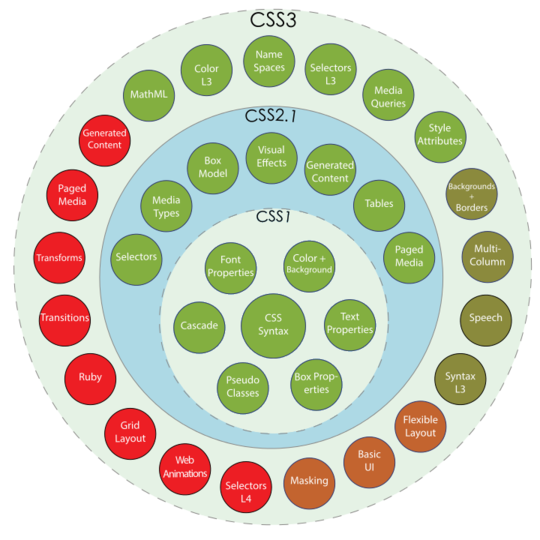 CSS3
Name
Spaces
Color
L3
Selectors
L3
MathML
Media
Queries
Generated
Content
Style
Attributes
Paged
Media
Backgrounds
+
Borders
Transforms
Multi-
Column
Transitions
Speech
Ruby
Syntax
L3
Grid
Layout
Flexible
Layout
Web
Animations
Basic
UI
Selectors
L4
Masking
CSS2.1
Visual
Effects
Box
Model
Generated
Content
Media
Types
Tables
Selectors
Paged
Media
CSS1
Font
Properties
Color +
Background
Cascade
CSS
Syntax
Text
Properties
Pseudo
Classes
Box Prop-
erties